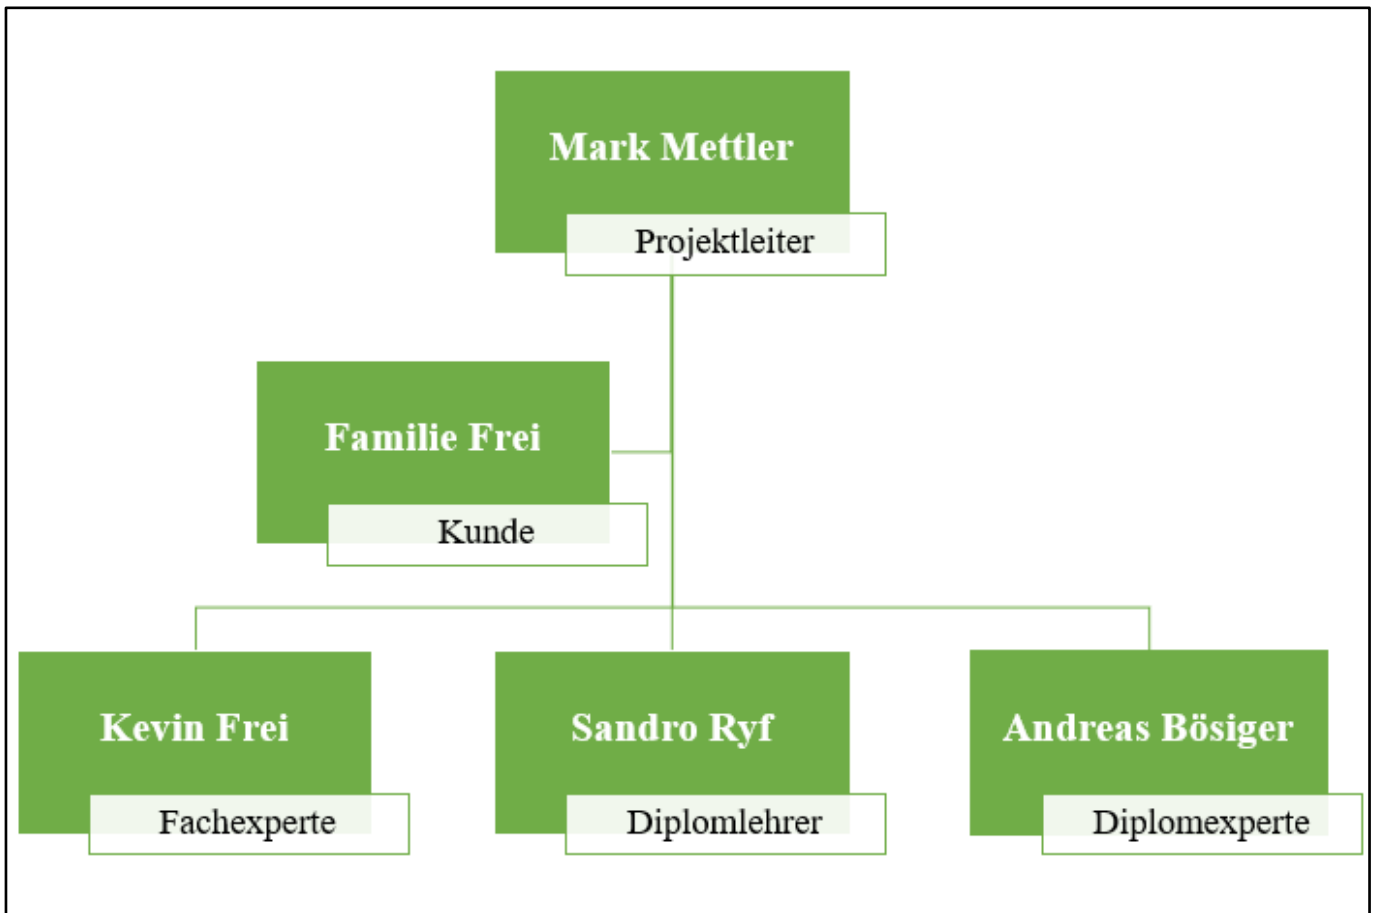 Mark Mettler
Projektleiter
Familie Frei
Kunde
Kevin Frei
Fachexperte
Sandro Ryf
Diplomlehrer
Andreas Bösiger
Diplomexperte